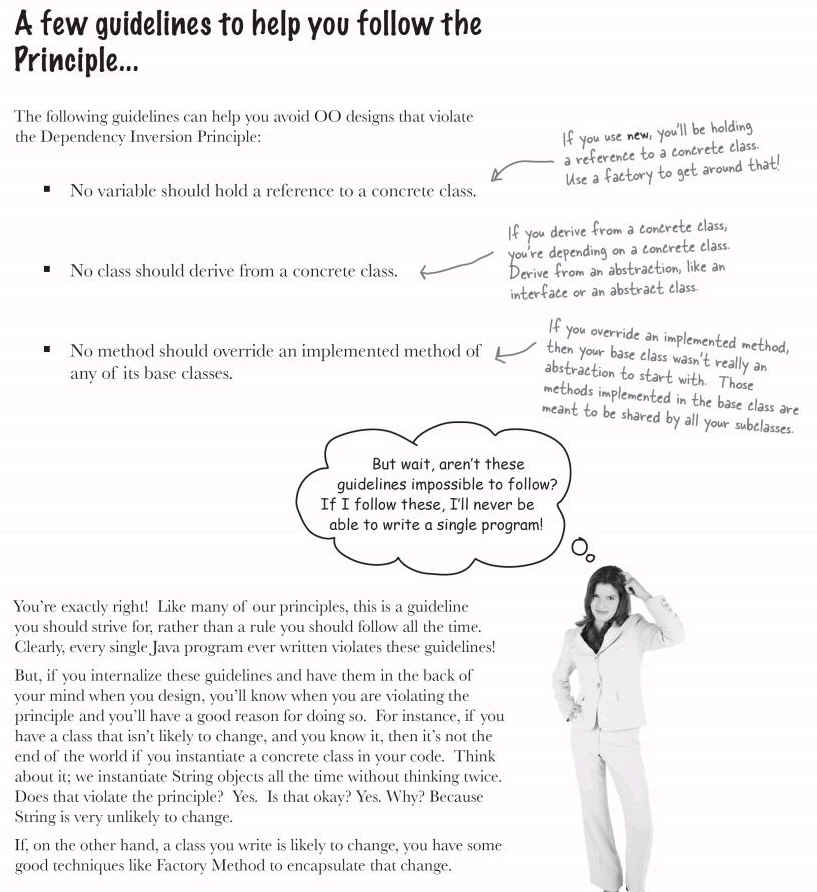 A few guidelines to help you follow the
Principle...
The following guidelines can help you avoid OO designs that violate
the Dependency Inversion Principle:
▪ No variable should hold a reference to a concrete class.
If you use new, you'll be holding
a reference to a concrete class.
Use a factory to get around that!
▪ No class should derive from a concrete class.
If you derive from a concrete class,
you're depending on a concrete class.
Derive from an abstraction, like an
interface or an abstract class.
▪ No method should override an implemented method of
any of its base classes.
If you override an implemented method,
then your base class wasn't really an
abstraction to start with. Those
methods implemented in the base class are
meant to be shared by all your subclasses.
But wait, aren't these
guidelines impossible to follow?
If I follow these, I'll never be
able to write a single program!
You're exactly right! Like many of our principles, this is a guideline
you should strive for, rather than a rule you should follow all the time.
Clearly, every single Java program ever written violates these guidelines!
But, if you internalize these guidelines and have them in the back of
your mind when you design, you'll know when you are violating the
principle and you'll have a good reason for doing so. For instance, if you
have a class that isn't likely to change, and you know it, then it's not the
end of the world if you instantiate a concrete class in your code. Think
about it; we instantiate String objects all the time without thinking twice.
Does that violate the principle? Yes. Is that okay? Yes. Why? Because
String is very unlikely to change.
If, on the other hand, a class you write is likely to change, you have some
good techniques like Factory Method to encapsulate that change.